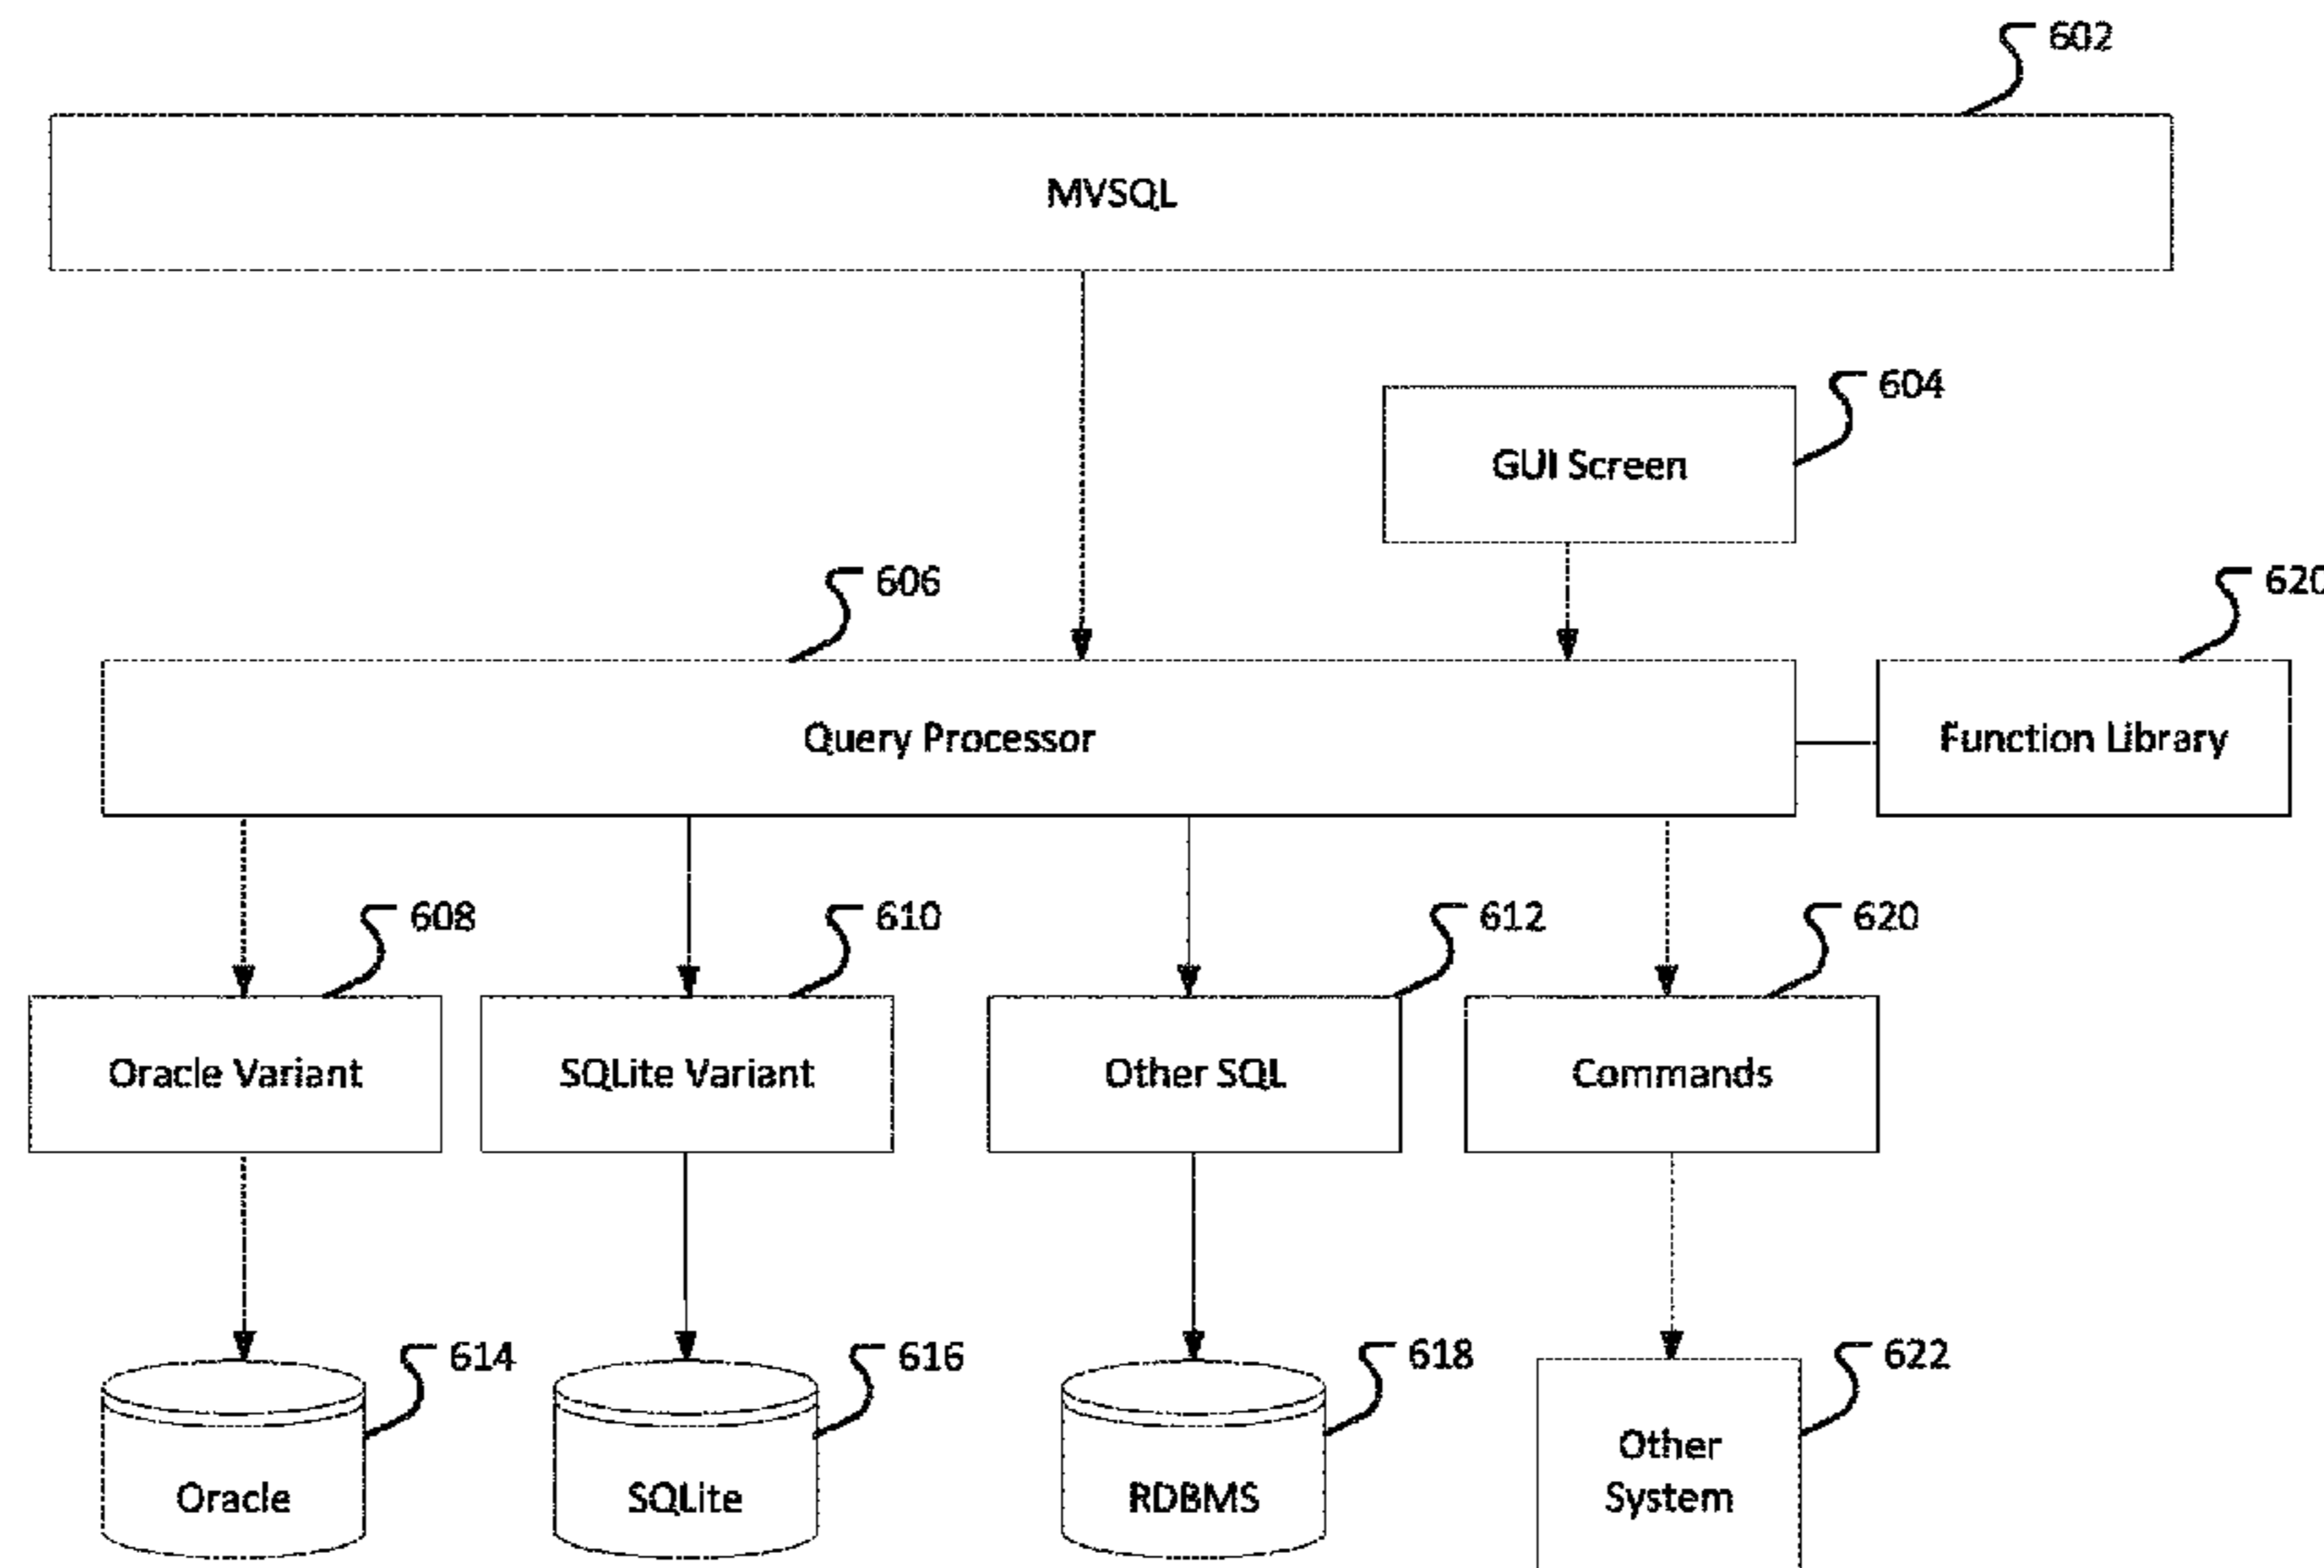 602
MVSQL
604
GUI Screen
606
620
Query Processor
Function Library
608
610
612
620
Oracle Variant
SQLite Variant
Other SQL
Commands
614
616
618
622
Other
System
Oracle
SQLite
RDBMS